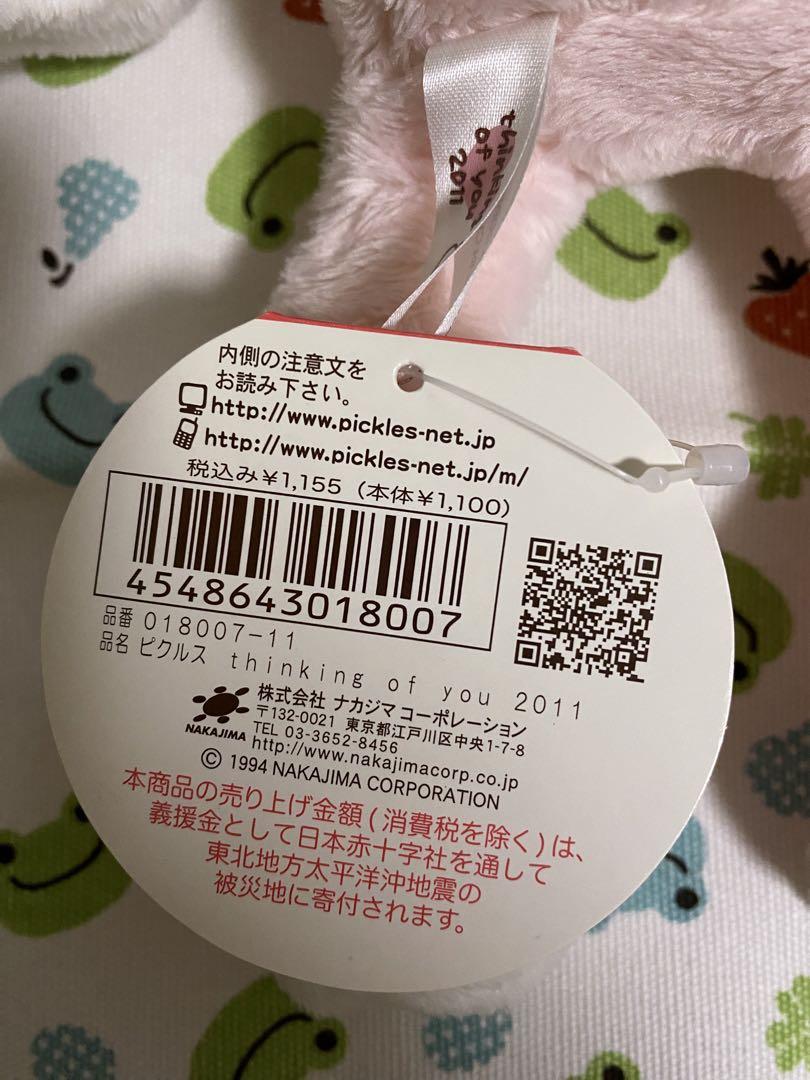 thinking
of you
2011
内側の注意文を
お読み下さい。
http://www.pickles-net.jp
http://www.pickles-net.jp/m/
税込み¥1,155 (本体¥1,100)
4548643018007
品番 018007-11
品名 ピクルス thinking of you 2011
NAKAJIMA
株式会社 ナカジマコーポレーション
〒132-0021 東京都江戸川区中央1-7-8
TEL 03-3652-8456
http://www.nakajimacorp.co.jp
© 1994 NAKAJIMA CORPORATION
本商品の売り上げ金額(消費税を除く)は、
義援金として日本赤十字社を通して
東北地方太平洋沖地震の
被災地に寄付されます。